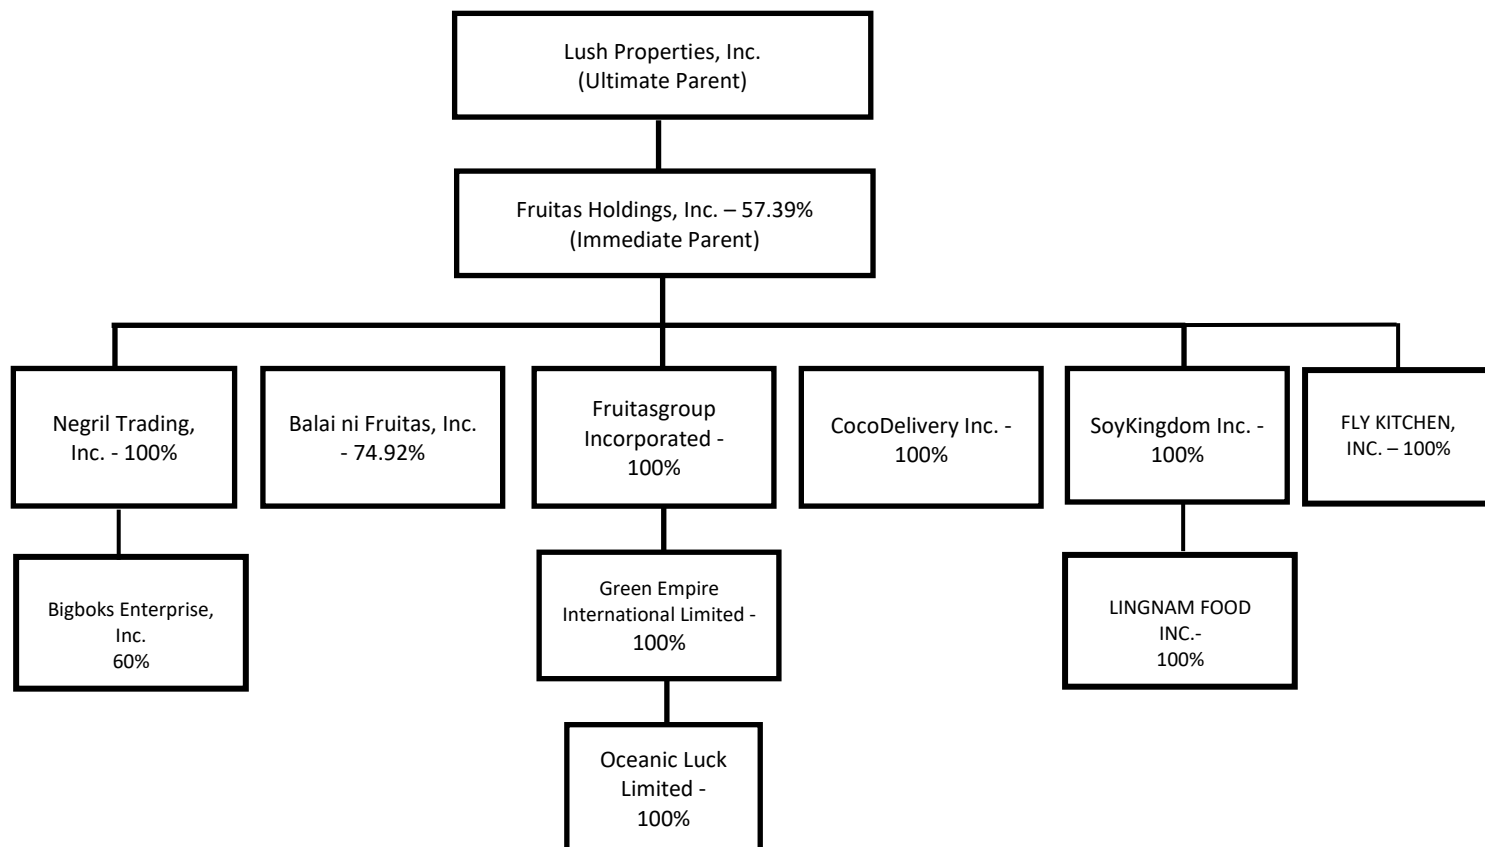 Lush Properties, Inc.
(Ultimate Parent)
Fruitas Holdings, Inc. – 57.39%
(Immediate Parent)
Negril Trading,
Inc. - 100%
Balai ni Fruitas, Inc.
- 74.92%
Fruitasgroup
Incorporated -
100%
CocoDelivery Inc. -
100%
SoyKingdom Inc. -
100%
FLY KITCHEN,
INC. – 100%
Bigboks Enterprise,
Inc.
60%
Green Empire
International Limited -
100%
LINGNAM FOOD
INC.-
100%
Oceanic Luck
Limited -
100%